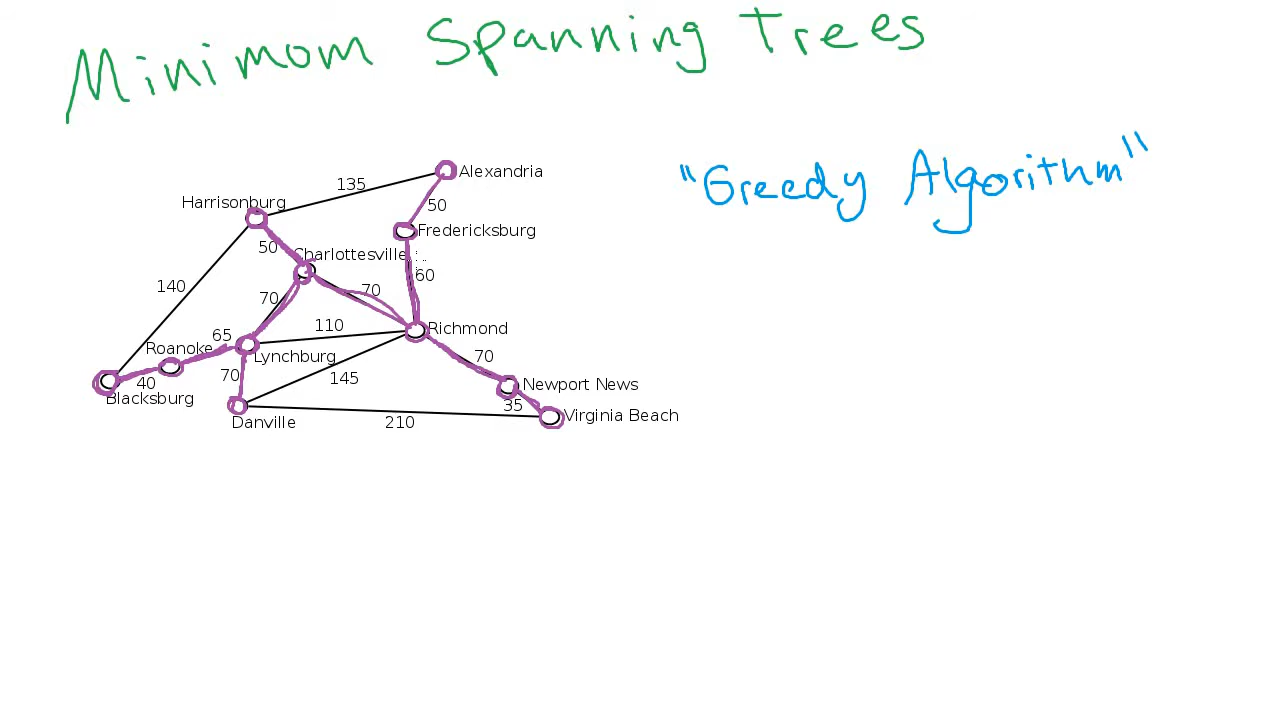 Minimom Spanning Trees
"Greedy Algorithm"
Alexandria
135
Harrisonburg
50
Fredericksburg
50
Charlottesville
60
140
70
70
110
Richmond
65
Roanoke
Lynchburg
70
145
70
Newport News
40
Blacksburg
35
Virginia Beach
Danville
210